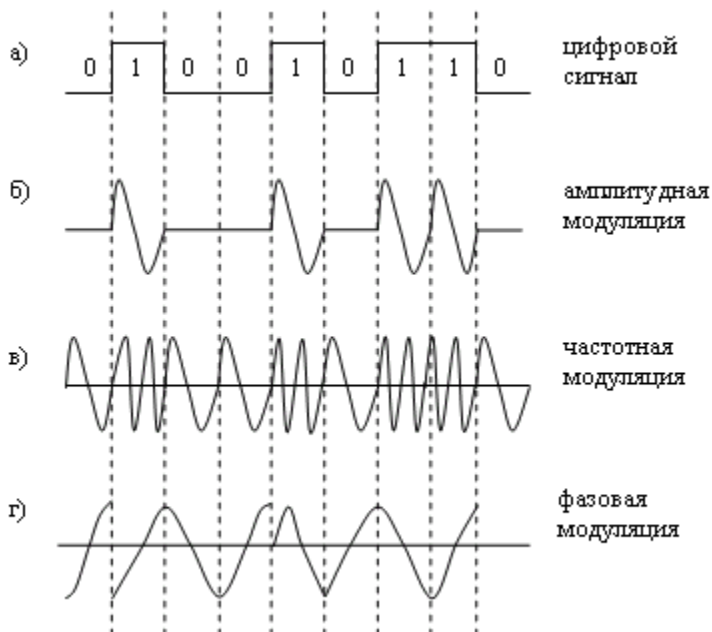 а)
0 1 0 0 1 0 1 1 0
цифровой
сигнал
б)
амплитудная
модуляция
в)
частотная
модуляция
г)
фазовая
модуляция